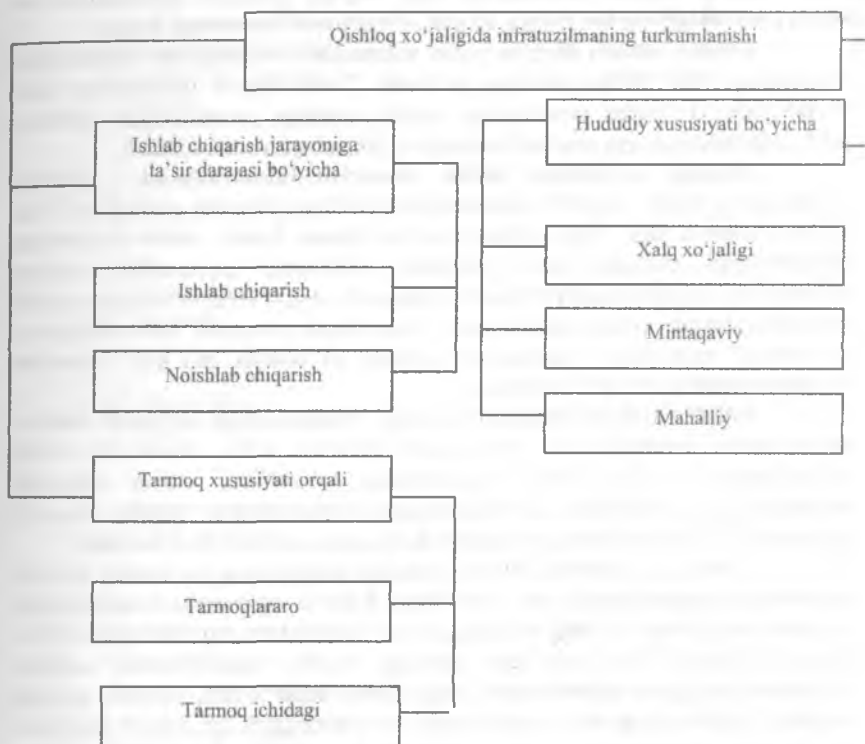 Qishloq xo‘jaligida infratuzilmaning turkumlanishi
Ishlab chiqarish jarayoniga
ta’sir darajasi bo‘yicha
Ishlab chiqarish
Noishlab chiqarish
Tarmoq xususiyati orqali
Tarmoqlararo
Tarmoq ichidagi
Hududiy xususiyati bo‘yicha
Xalq xo‘jaligi
Mintaqaviy
Mahalliy